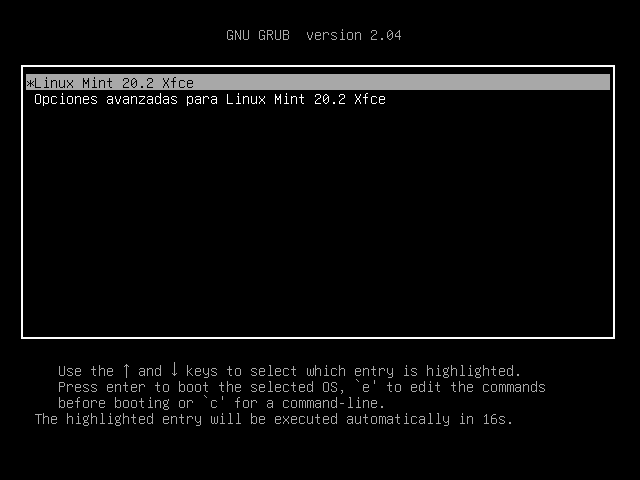 GNU GRUB  version 2.04
*Linux Mint 20.2 Xfce
Opciones avanzadas para Linux Mint 20.2 Xfce
Use the ↑ and ↓ keys to select which entry is highlighted.
Press enter to boot the selected OS, `e' to edit the commands
before booting or `c' for a command-line.
The highlighted entry will be executed automatically in 16s.